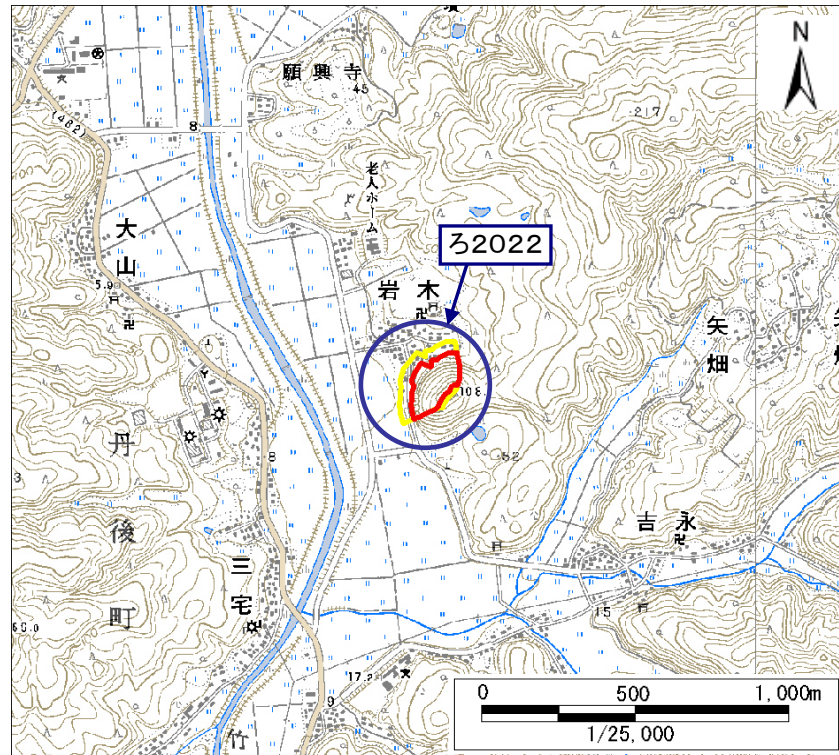 N
願興寺
45
217
(482)
8
老人ホーム
ろ2022
大山
5.9
岩木
矢畑
108
52
8
丹後町
吉永
三宅
15
17.2
9
竹
0 500 1,000m
1/25,000